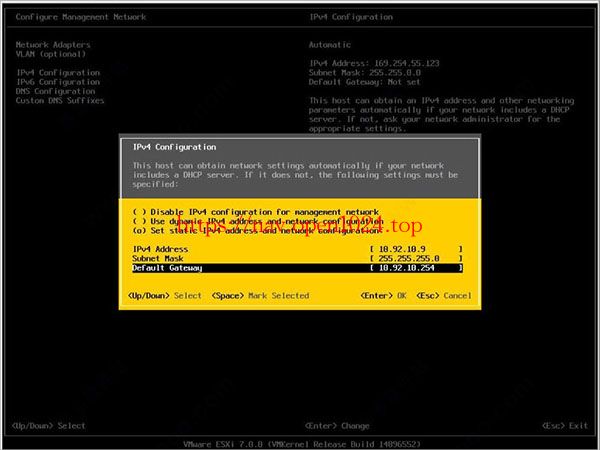 Configure Management Network
IPv4 Configuration
Network Adapters
VLAN (optional)
IPv4 Configuration
IPv6 Configuration
DNS Configuration
Custom DNS Suffixes
Automatic
IPv4 Address: 169.254.55.123
Subnet Mask: 255.255.0.0
Default Gateway: Not set
This host can obtain an IPv4 address and other networking
parameters automatically if your network includes a DHCP
server. If not, ask your network administrator for the
appropriate settings.
IPv4 Configuration
This host can obtain network settings automatically if your network
includes a DHCP server. If it does not, the following settings must be
specified:
( ) Disable IPv4 configuration for management network
( ) Use dynamic IPv4 address and network configuration
(o) Set static IPv4 address and network configuration
https://nav.openi1024.top
IPv4 Address [ 10.92.10.9 ]
Subnet Mask [ 255.255.255.0 ]
Default Gateway [ 10.92.10.254 ]
<Up/Down> Select <Space> Mark Selected <Enter> OK <Esc> Cancel
<Up/Down> Select <Enter> Change <Esc> Exit
VMware ESXi 7.0.0 (VMKernel Release Build 14896552)